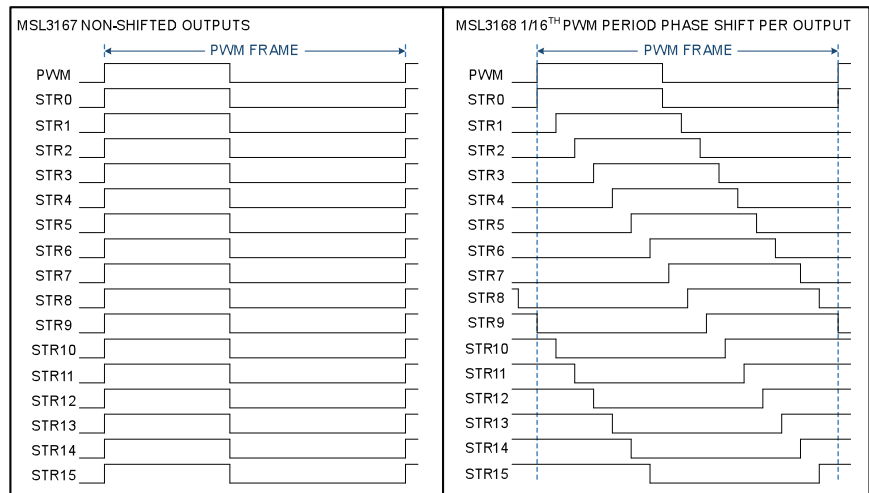 MSL3167 NON-SHIFTED OUTPUTS
PWM FRAME
PWM
STR0
STR1
STR2
STR3
STR4
STR5
STR6
STR7
STR8
STR9
STR10
STR11
STR12
STR13
STR14
STR15
MSL3168 1/16TH PWM PERIOD PHASE SHIFT PER OUTPUT
PWM FRAME
PWM
STR0
STR1
STR2
STR3
STR4
STR5
STR6
STR7
STR8
STR9
STR10
STR11
STR12
STR13
STR14
STR15